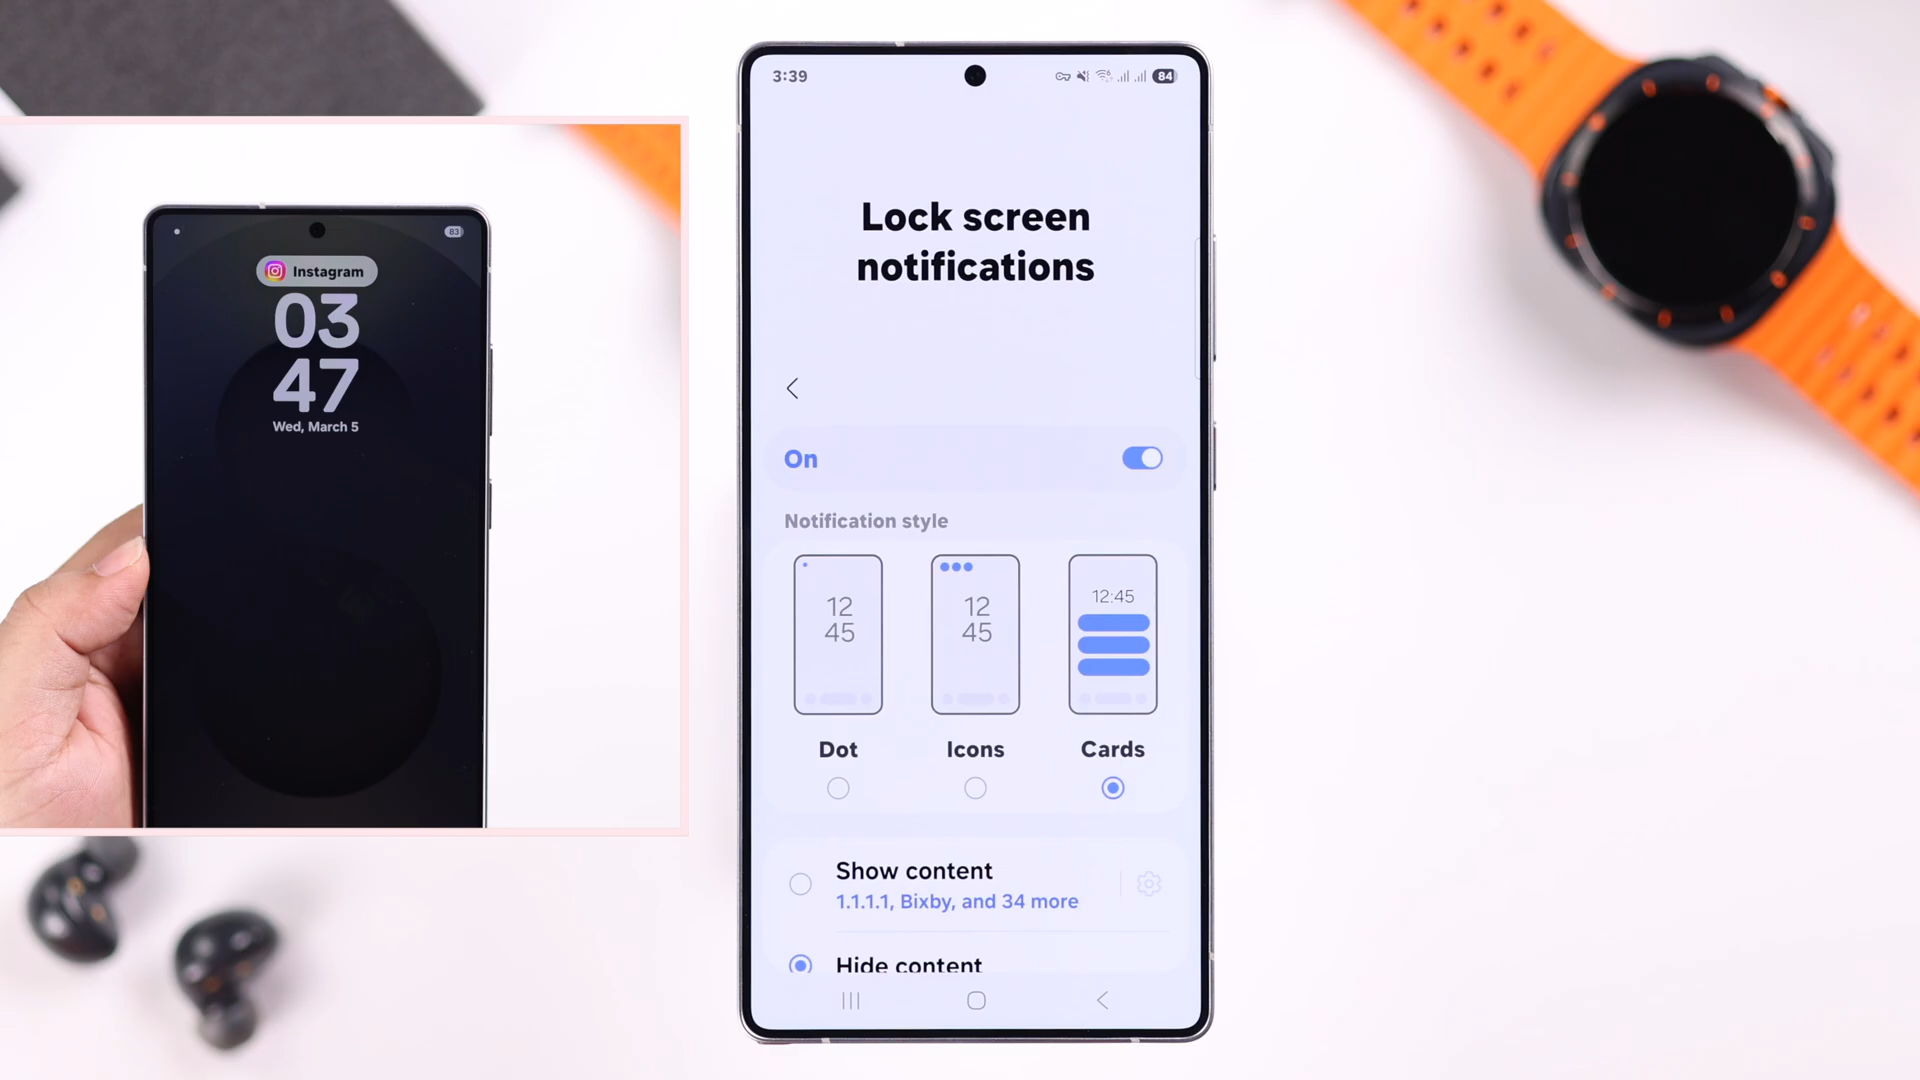 83
Instagram
03
47
Wed, March 5
3:39
84
Lock screen
notifications
On
Notification style
12
45
12
45
12:45
Dot
Icons
Cards
Show content
1.1.1.1, Bixby, and 34 more
Hide content